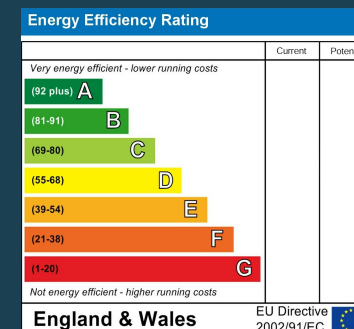 Energy Efficiency Rating
Current
Very energy efficient - lower running costs
(92 plus) A
(81-91) B
(69-80) C
(55-68) D
(39-54) E
(21-38) F
(1-20) G
Not energy efficient - higher running costs
England & Wales
EU Directive
2002/91/EC